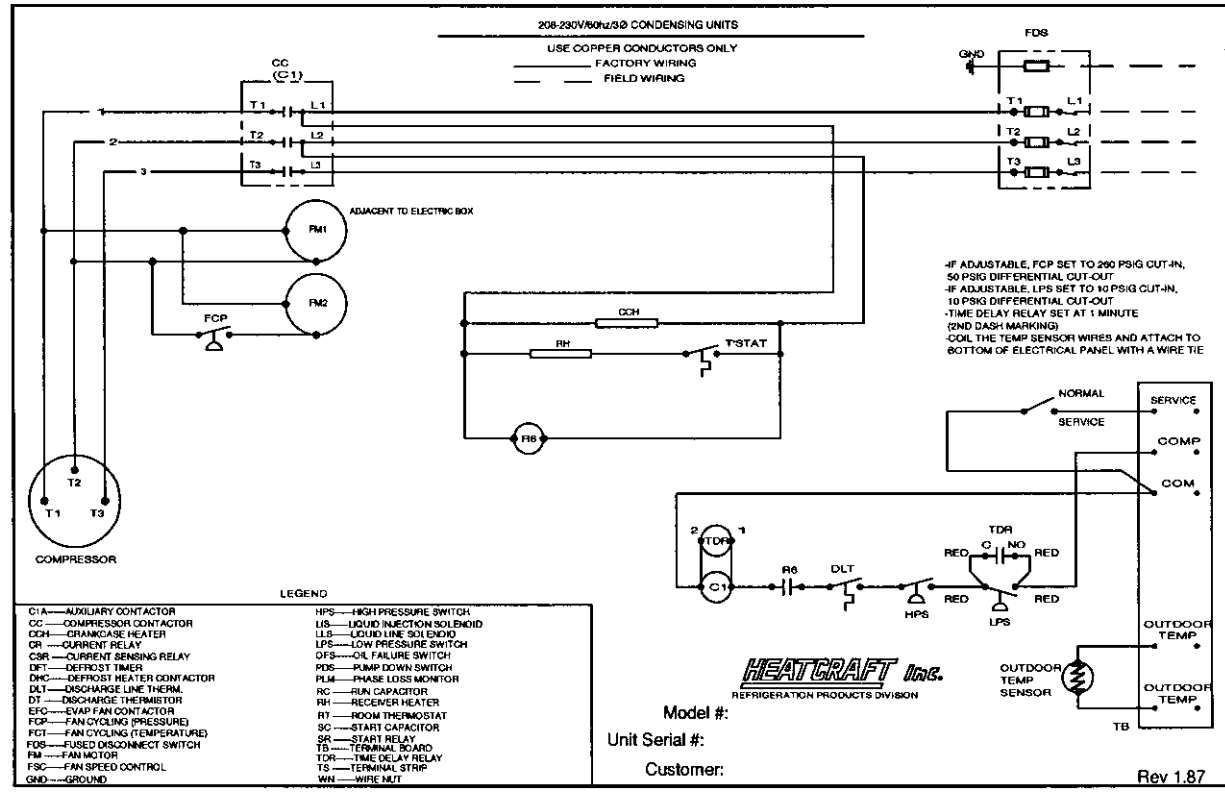 208-230V/60hz/3Ø CONDENSING UNITS
USE COPPER CONDUCTORS ONLY
FACTORY WIRING
FIELD WIRING
FDS
GND
CC
(C1)
T1 L1
T2 L2
T3 L3
1
2
3
T1 L1
T2 L2
T3 L3
ADJACENT TO ELECTRIC BOX
FM1
FM2
FCP
CCH
RH
T'STAT
R6
-IF ADJUSTABLE, FCP SET TO 260 PSIG CUT-IN,
50 PSIG DIFFERENTIAL CUT-OUT
-IF ADJUSTABLE, LPS SET TO 10 PSIG CUT-IN,
10 PSIG DIFFERENTIAL CUT-OUT
-TIME DELAY RELAY SET AT 1 MINUTE
(2ND DASH MARKING)
-COIL THE TEMP SENSOR WIRES AND ATTACH TO
BOTTOM OF ELECTRICAL PANEL WITH A WIRE TIE
NORMAL
SERVICE
SERVICE
COMP
COM
T2
T1 T3
COMPRESSOR
2 TDR 1
C1
R6
DLT
HPS
TDR
RED C NO RED
RED LPS RED
OUTDOOR
TEMP
OUTDOOR
TEMP
OUTDOOR
TEMP
SENSOR
TB
LEGEND
C1A AUXILIARY CONTACTOR
CC COMPRESSOR CONTACTOR
CCH CRANKCASE HEATER
CR CURRENT RELAY
CSR CURRENT SENSING RELAY
DFT DEFROST TIMER
DHC DEFROST HEATER CONTACTOR
DLT DISCHARGE LINE THERM.
DT DISCHARGE THERMISTOR
EFC EVAP FAN CONTACTOR
FCP FAN CYCLING (PRESSURE)
FCT FAN CYCLING (TEMPERATURE)
FDS FUSED DISCONNECT SWITCH
FM FAN MOTOR
FSC FAN SPEED CONTROL
GND GROUND
HPS HIGH PRESSURE SWITCH
LIS LIQUID INJECTION SOLENOID
LLS LIQUID LINE SOLENOID
LPS LOW PRESSURE SWITCH
OFS OIL FAILURE SWITCH
PDS PUMP DOWN SWITCH
PLM PHASE LOSS MONITOR
RC RUN CAPACITOR
RH RECEIVER HEATER
RT ROOM THERMOSTAT
SC START CAPACITOR
SR START RELAY
TB TERMINAL BOARD
TDR TIME DELAY RELAY
TS TERMINAL STRIP
WN WIRE NUT
HEATCRAFT Inc.
REFRIGERATION PRODUCTS DIVISION
Model #:
Unit Serial #:
Customer:
Rev 1.87